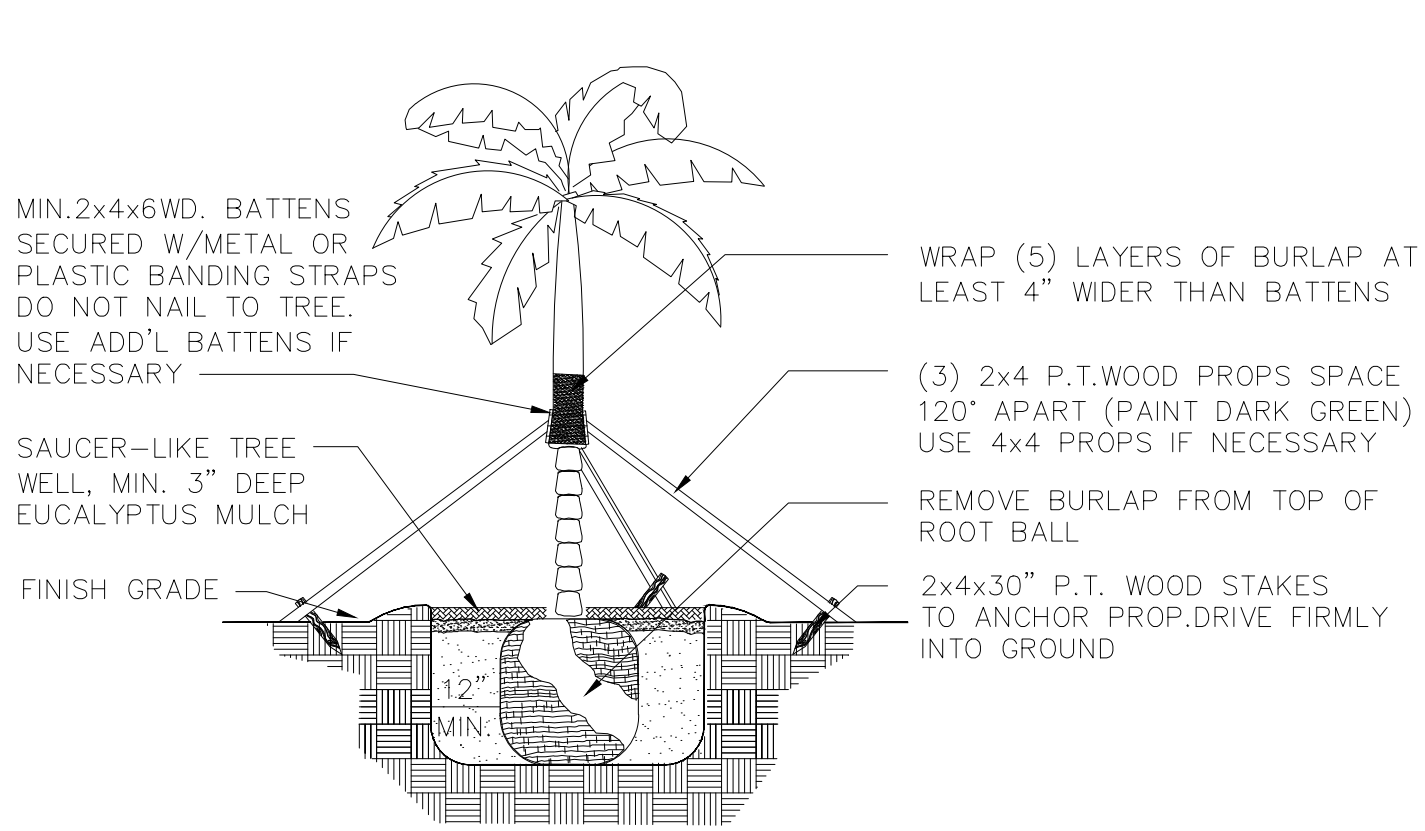 MIN.2x4x6WD. BATTENS
SECURED W/METAL OR
PLASTIC BANDING STRAPS
DO NOT NAIL TO TREE.
USE ADD'L BATTENS IF
NECESSARY
SAUCER–LIKE TREE
WELL, MIN. 3" DEEP
EUCALYPTUS MULCH
FINISH GRADE
12"
MIN.
WRAP (5) LAYERS OF BURLAP AT
LEAST 4" WIDER THAN BATTENS
(3) 2x4 P.T.WOOD PROPS SPACE
120° APART (PAINT DARK GREEN)
USE 4x4 PROPS IF NECESSARY
REMOVE BURLAP FROM TOP OF
ROOT BALL
2x4x30" P.T. WOOD STAKES
TO ANCHOR PROP.DRIVE FIRMLY
INTO GROUND